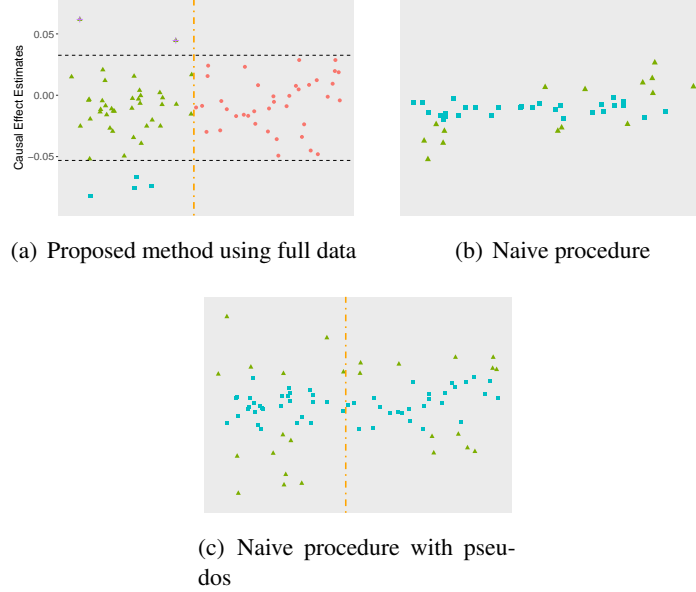 Causal Effect Estimates
0.05
0.00
−0.05
(a) Proposed method using full data
(b) Naive procedure
(c) Naive procedure with pseu-
dos